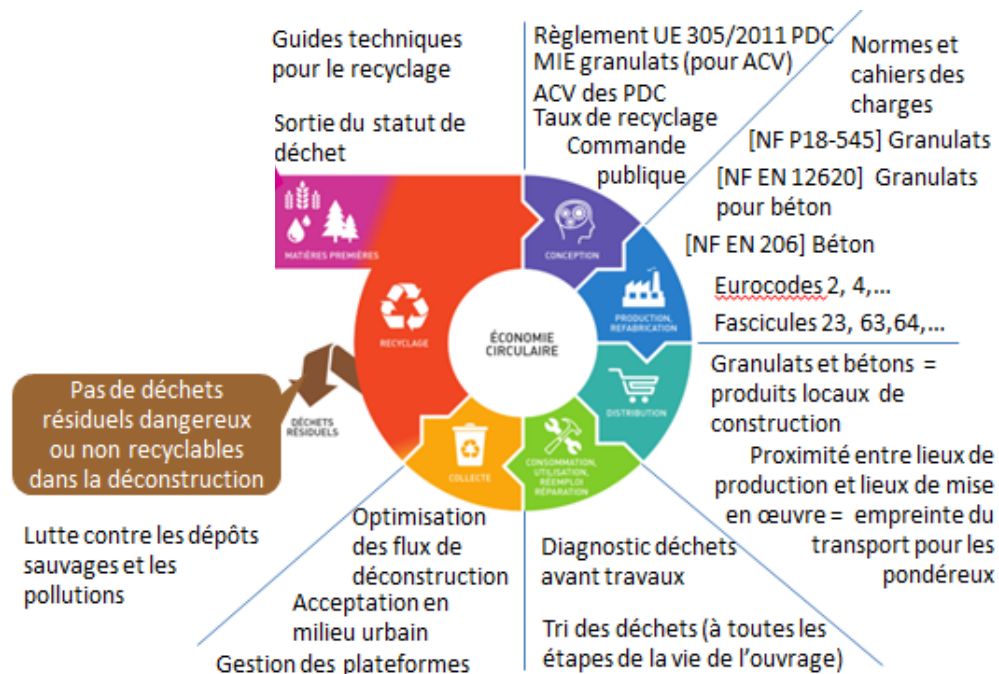 Guides techniques
pour le recyclage
Sortie du statut de
déchet
Règlement UE 305/2011 PDC
MIE granulats (pour ACV)
ACV des PDC
Taux de recyclage
Commande
publique
Normes et
cahiers des
charges
[NF P18-545] Granulats
[NF EN 12620] Granulats
pour béton
[NF EN 206] Béton
Eurocodes 2, 4,...
Fascicules 23, 63,64,...
MATIÈRES PREMIÈRES
CONCEPTION
PRODUCTION,
REFABRICATION
RECYCLAGE
ÉCONOMIE
CIRCULAIRE
DISTRIBUTION
DÉCHETS
RÉSIDUELS
COLLECTE
CONSOMMATION,
UTILISATION,
RÉEMPLOI
RÉPARATION
Pas de déchets
résiduels dangereux
ou non recyclables
dans la déconstruction
Granulats et bétons =
produits locaux de
construction
Proximité entre lieux de
production et lieux de mise
en œuvre = empreinte du
transport pour les
pondéreux
Lutte contre les dépôts
sauvages et les
pollutions
Optimisation
des flux de
déconstruction
Acceptation en
milieu urbain
Gestion des plateformes
Diagnostic déchets
avant travaux
Tri des déchets (à toutes les
étapes de la vie de l'ouvrage)